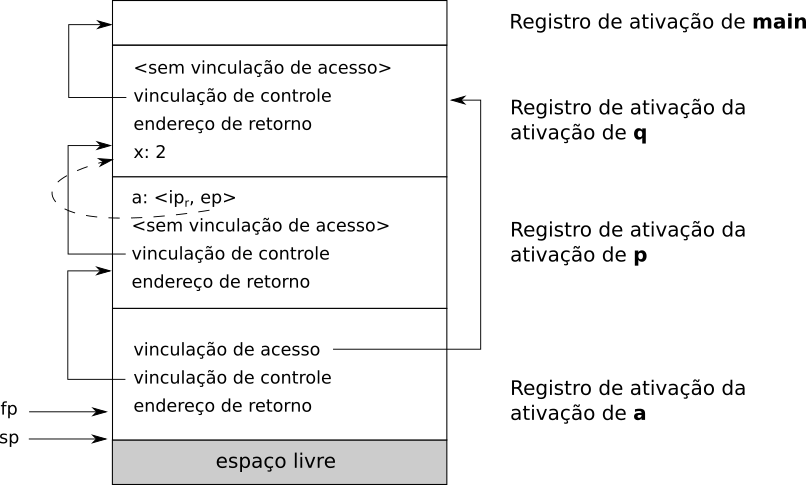 Registro de ativação de main
<sem vinculação de acesso>
vinculação de controle
endereço de retorno
x: 2
Registro de ativação da
ativação de q
a: <ipr, ep>
<sem vinculação de acesso>
vinculação de controle
endereço de retorno
Registro de ativação da
ativação de p
vinculação de acesso
vinculação de controle
endereço de retorno
Registro de ativação da
ativação de a
fp
sp
espaço livre